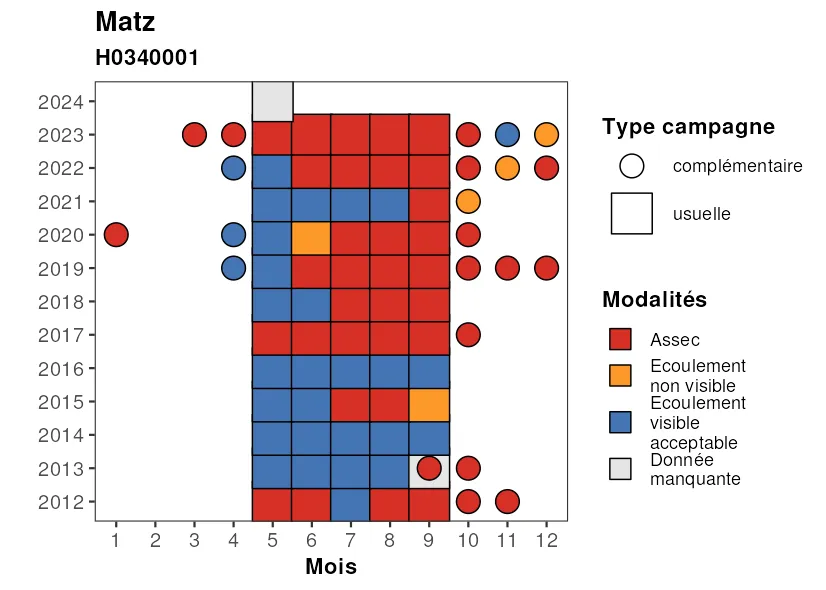 Matz
H0340001
2024
2023
2022
2021
2020
2019
2018
2017
2016
2015
2014
2013
2012
1 2 3 4 5 6 7 8 9 10 11 12
Mois
Type campagne
complémentaire
usuelle
Modalités
Assec
Ecoulement
non visible
Ecoulement
visible
acceptable
Donnée
manquante